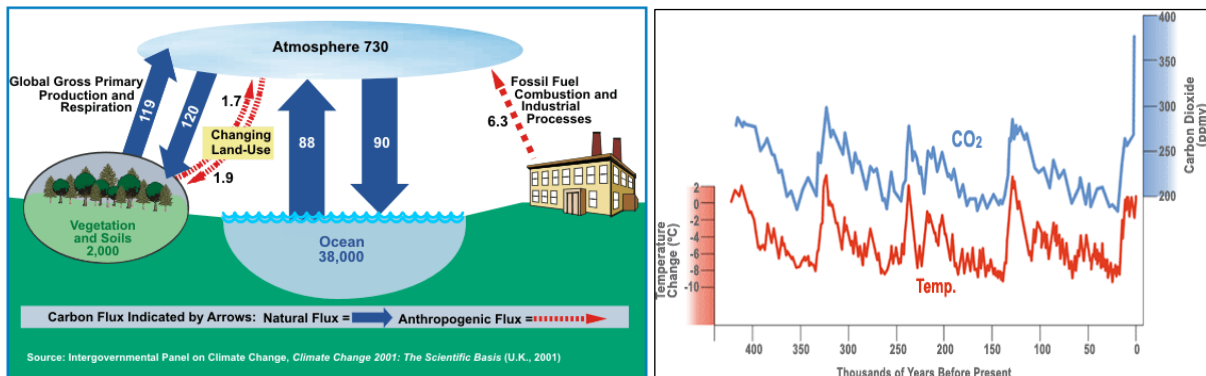 Atmosphere 730
Global Gross Primary
Production and
Respiration
119
120
1.7
Changing
Land-Use
1.9
88
90
6.3
Fossil Fuel
Combustion and
Industrial
Processes
Vegetation
and Soils
2,000
Ocean
38,000
Carbon Flux Indicated by Arrows: Natural Flux = Anthropogenic Flux =
Source: Intergovernmental Panel on Climate Change, Climate Change 2001: The Scientific Basis (U.K., 2001)
400
350
300
250
200
Carbon Dioxide
(ppmv)
CO₂
2
0
-2
-4
-6
-8
-10
Temperature
Change (°C)
Temp.
400 350 300 250 200 150 100 50 0
Thousands of Years Before Present